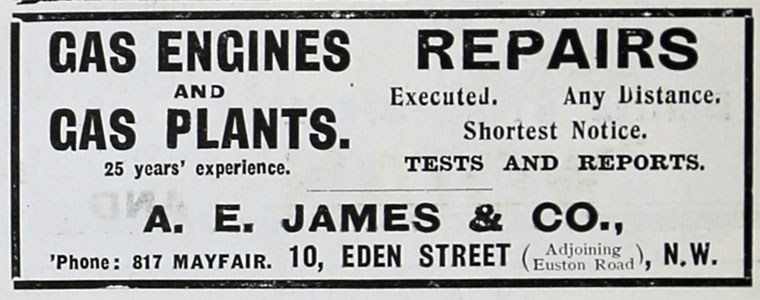 GAS ENGINES
AND
GAS PLANTS.
25 years' experience.
REPAIRS
Executed. Any Distance.
Shortest Notice.
TESTS AND REPORTS.
A. E. JAMES & CO.,
'Phone: 817 MAYFAIR. 10, EDEN STREET (Adjoining Euston Road), N.W.